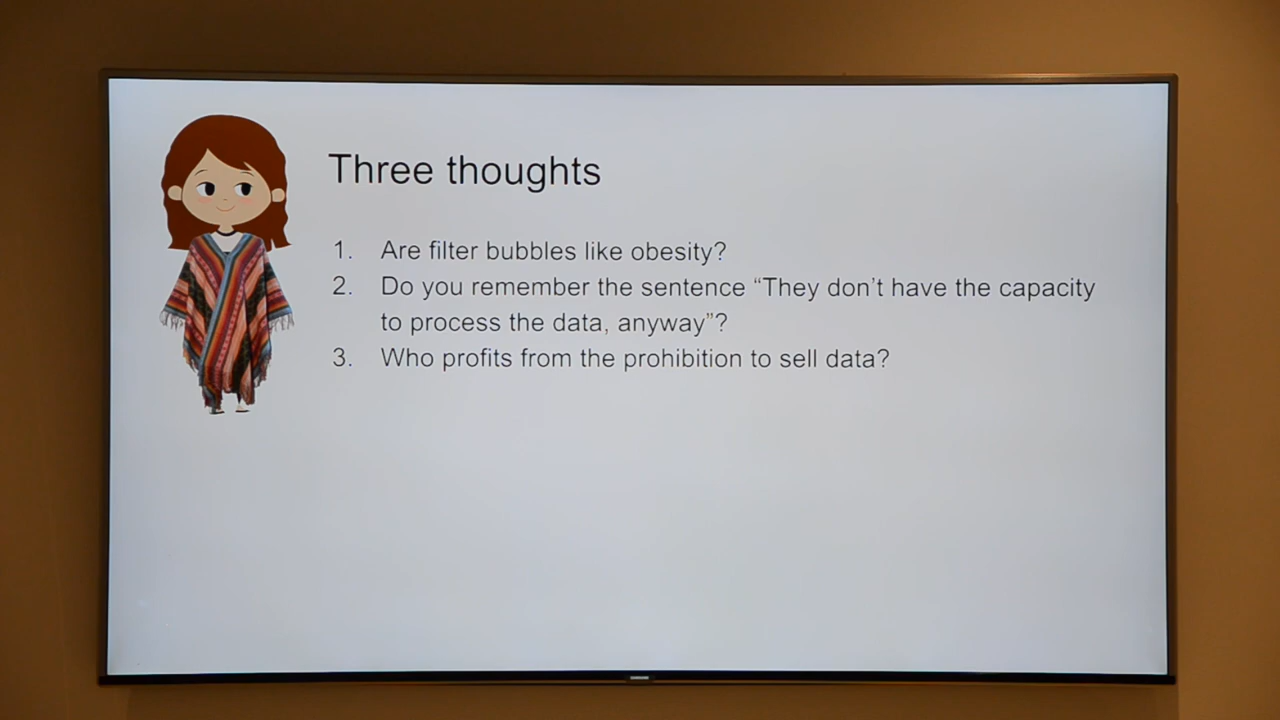 Three thoughts
1. Are filter bubbles like obesity?
2. Do you remember the sentence “They don’t have the capacity
to process the data, anyway”?
3. Who profits from the prohibition to sell data?